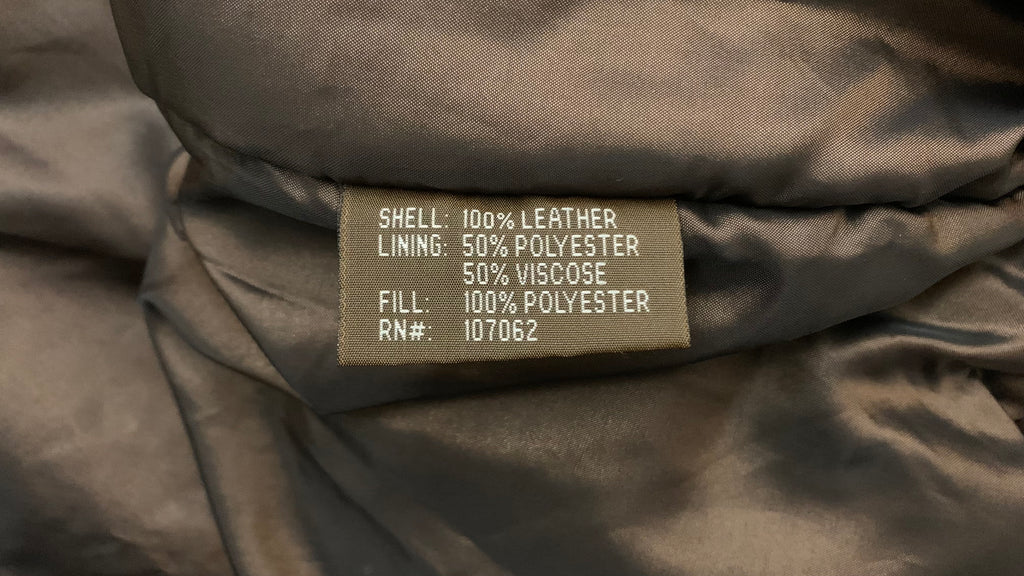 SHELL: 100% LEATHER
LINING: 50% POLYESTER
50% VISCOSE
FILL: 100% POLYESTER
RN#: 107062